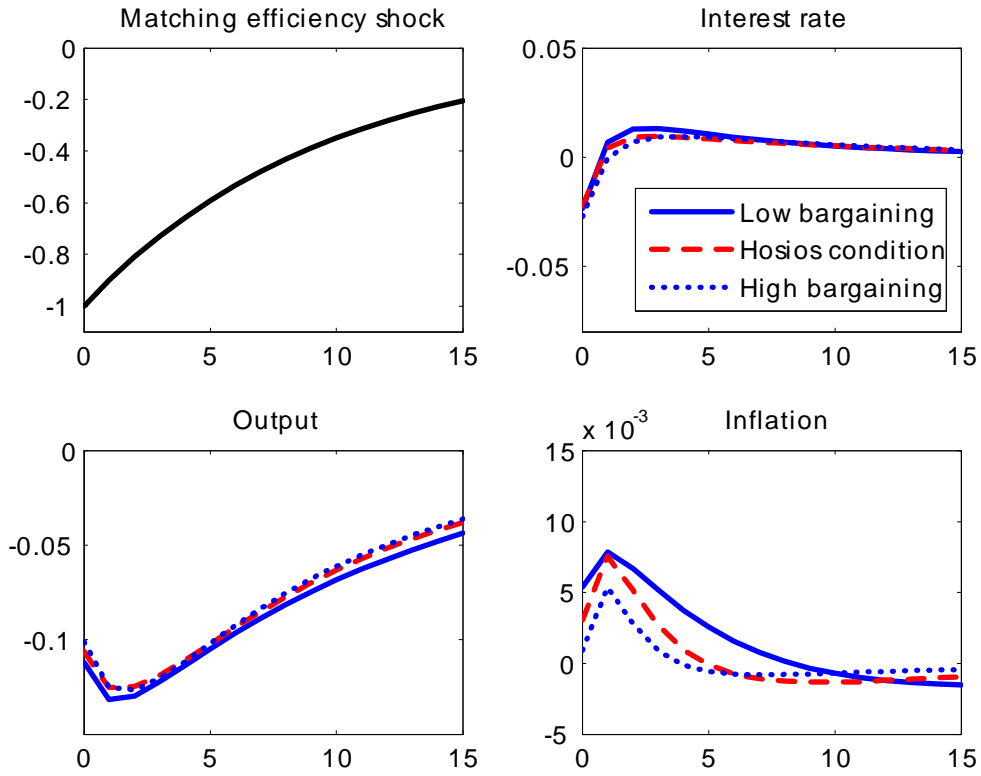 Matching efficiency shock
0
-0.2
-0.4
-0.6
-0.8
-1
0 5 10 15
Interest rate
0.05
0
-0.05
0 5 10 15
Low bargaining
Hosios condition
High bargaining
Output
0
-0.05
-0.1
0 5 10 15
Inflation
x 10^-3
15
10
5
0
-5
0 5 10 15